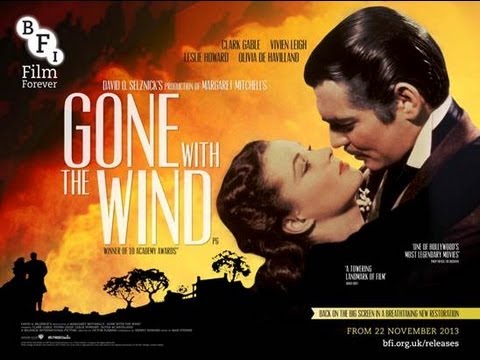 BFI
Film
Forever
CLARK GABLE VIVIEN LEIGH
LESLIE HOWARD OLIVIA DE HAVILLAND
DAVID O. SELZNICK'S PRODUCTION OF MARGARET MITCHELL'S
GONE WITH
THE WIND
PG
WINNER OF 10 ACADEMY AWARDS
"ONE OF HOLLYWOOD'S
MOST LEGENDARY MOVIES"
"A TOWERING
LANDMARK OF FILM"
BACK ON THE BIG SCREEN IN A BREATHTAKING NEW RESTORATION
FROM 22 NOVEMBER 2013
bfi.org.uk/releases